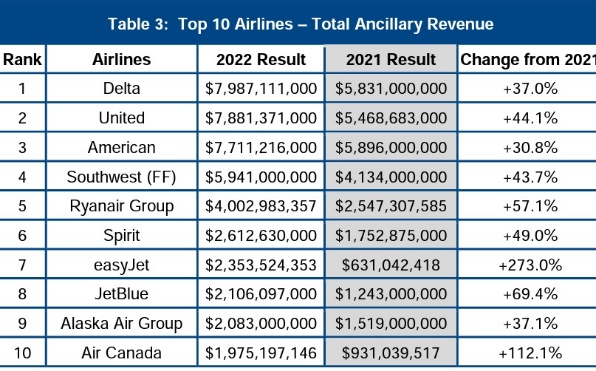 Table 3: Top 10 Airlines – Total Ancillary Revenue
Rank Airlines 2022 Result 2021 Result Change from 2021
1 Delta $7,987,111,000 $5,831,000,000 +37.0%
2 United $7,881,371,000 $5,468,683,000 +44.1%
3 American $7,711,216,000 $5,896,000,000 +30.8%
4 Southwest (FF) $5,941,000,000 $4,134,000,000 +43.7%
5 Ryanair Group $4,002,983,357 $2,547,307,585 +57.1%
6 Spirit $2,612,630,000 $1,752,875,000 +49.0%
7 easyJet $2,353,524,353 $631,042,418 +273.0%
8 JetBlue $2,106,097,000 $1,243,000,000 +69.4%
9 Alaska Air Group $2,083,000,000 $1,519,000,000 +37.1%
10 Air Canada $1,975,197,146 $931,039,517 +112.1%